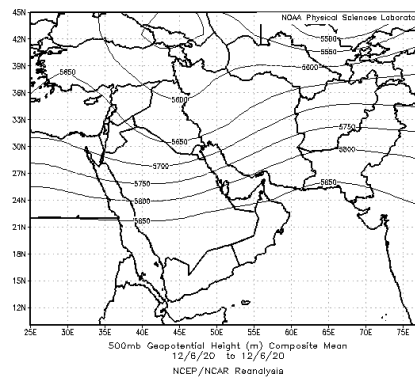 NOAA Physical Sciences Laborato
45N
42N
39N
36N
33N
30N
27N
24N
21N
18N
15N
12N
5500
5550
5600
5650
5600
5650
5700
5750
5800
5850
5750
5800
5850
25E 30E 35E 40E 45E 50E 55E 60E 65E 70E 75E
500mb Geopotential Height (m) Composite Mean
12/6/20 to 12/6/20
NCEP/NCAR Reanalysis